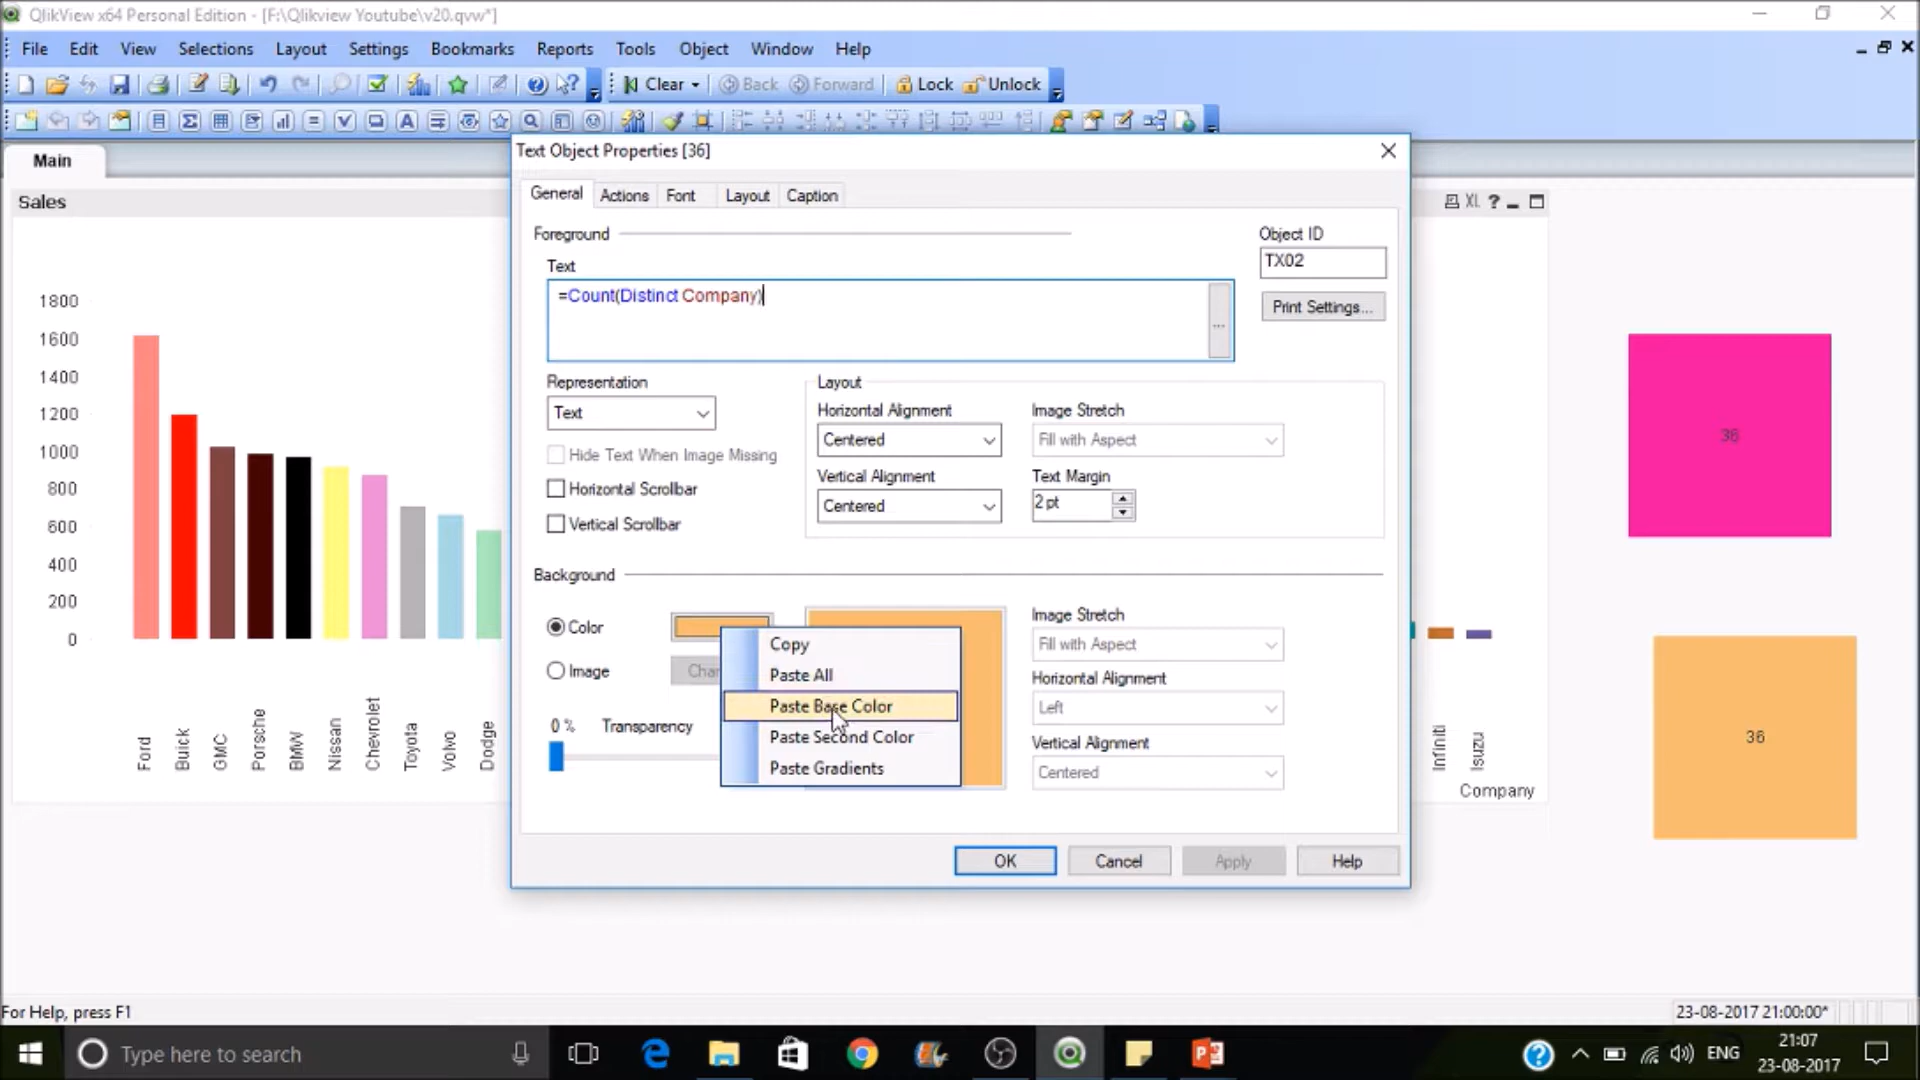 QlikView x64 Personal Edition - [F:\Qlikview Youtube\v20.qvw*]
File Edit View Selections Layout Settings Bookmarks Reports Tools Object Window Help
Clear Back Forward Lock Unlock
Main
Sales
XL ?
1800
1600
1400
1200
1000
800
600
400
200
0
Ford
Buick
GMC
Porsche
BMW
Nissan
Chevrolet
Toyota
Volvo
Dodge
Infiniti
Isuzu
Company
Text Object Properties [36]
General Actions Font Layout Caption
Foreground
Object ID
TX02
Print Settings...
Text
=Count(Distinct Company)
...
Representation
Text
Hide Text When Image Missing
Horizontal Scrollbar
Vertical Scrollbar
Layout
Horizontal Alignment
Centered
Image Stretch
Fill with Aspect
Vertical Alignment
Centered
Text Margin
2 pt
Background
Color
Image
0 % Transparency
Copy
Paste All
Paste Base Color
Paste Second Color
Paste Gradients
Image Stretch
Fill with Aspect
Horizontal Alignment
Left
Vertical Alignment
Centered
OK Cancel Apply Help
36
36
For Help, press F1
23-08-2017 21:00:00*
Type here to search
ENG
21:07
23-08-2017